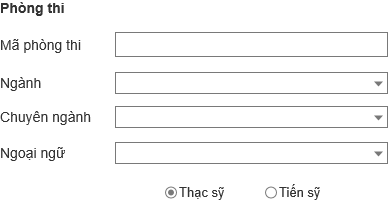 Phòng thi
Mã phòng thi
Ngành
Chuyên ngành
Ngoại ngữ
Thạc sỹ Tiến sỹ